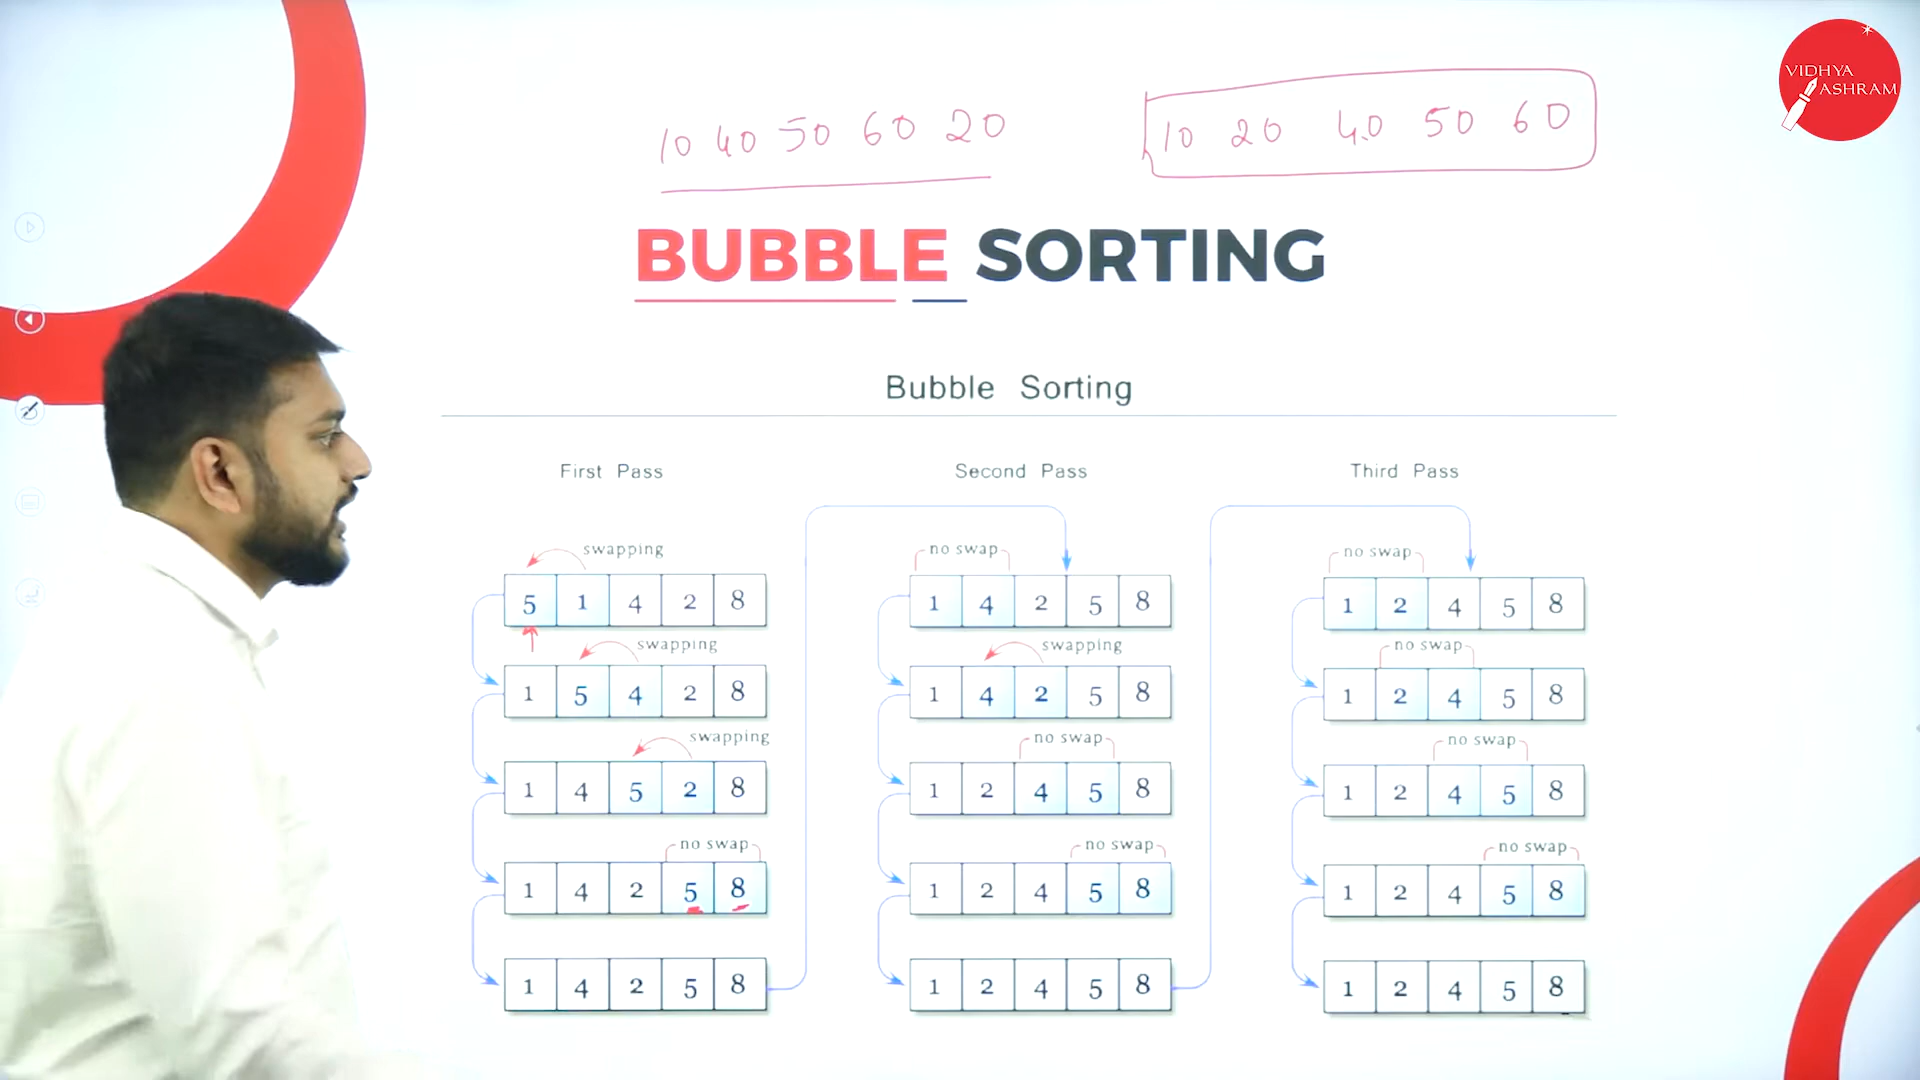 VIDHYA
ASHRAM
10 40 50 60 20
10 20 40 50 60
BUBBLE SORTING
Bubble Sorting
First Pass
swapping
5 1 4 2 8
swapping
1 5 4 2 8
swapping
1 4 5 2 8
no swap
1 4 2 5 8
1 4 2 5 8
Second Pass
no swap
1 4 2 5 8
swapping
1 4 2 5 8
no swap
1 2 4 5 8
no swap
1 2 4 5 8
1 2 4 5 8
Third Pass
no swap
1 2 4 5 8
no swap
1 2 4 5 8
no swap
1 2 4 5 8
no swap
1 2 4 5 8
1 2 4 5 8